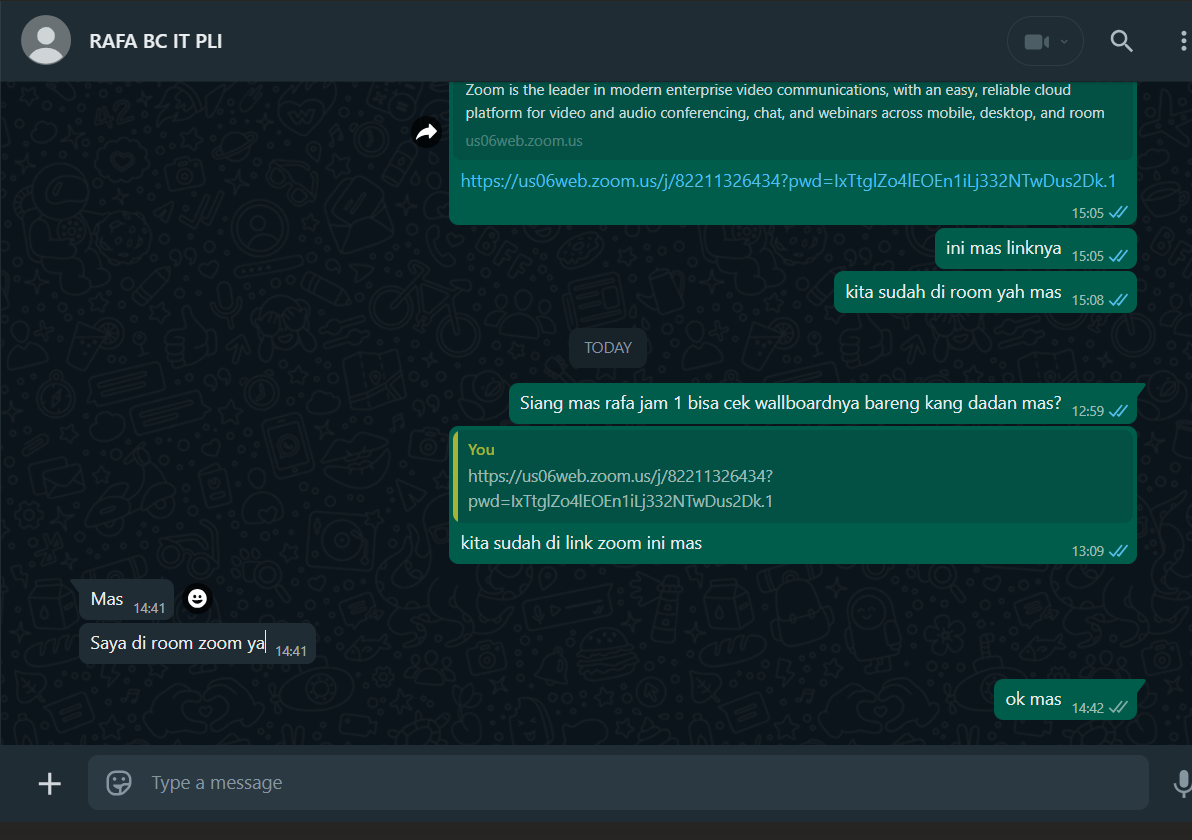 RAFA BC IT PLI
Zoom is the leader in modern enterprise video communications, with an easy, reliable cloud
platform for video and audio conferencing, chat, and webinars across mobile, desktop, and room
us06web.zoom.us
https://us06web.zoom.us/j/82211326434?pwd=IxTtglZo4lEOEn1iLj332NTwDus2Dk.1
15:05
ini mas linknya 15:05
kita sudah di room yah mas 15:08
TODAY
Siang mas rafa jam 1 bisa cek wallboardnya bareng kang dadan mas? 12:59
You
https://us06web.zoom.us/j/82211326434?
pwd=IxTtglZo4lEOEn1iLj332NTwDus2Dk.1
kita sudah di link zoom ini mas
13:09
Mas 14:41
Saya di room zoom ya 14:41
ok mas 14:42
Type a message